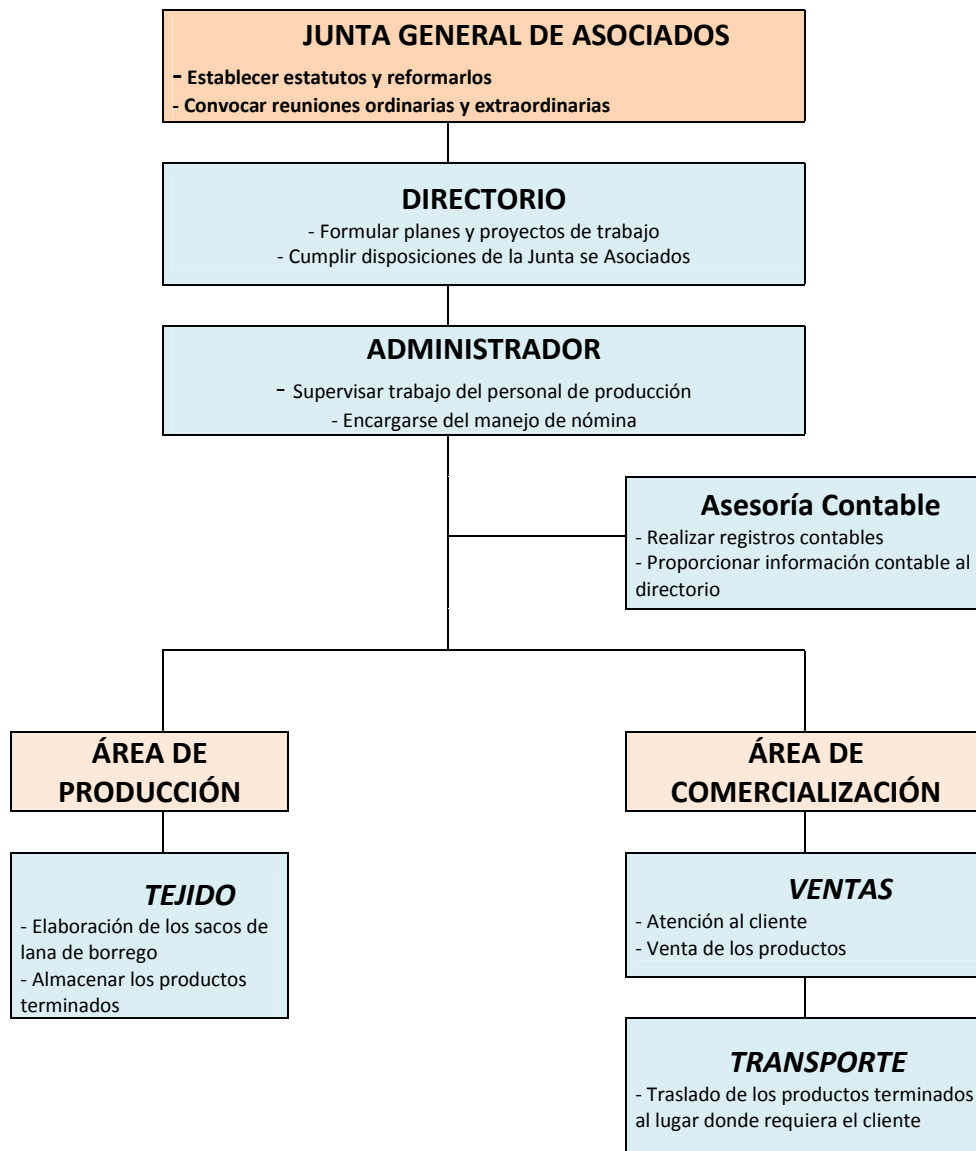 JUNTA GENERAL DE ASOCIADOS
- Establecer estatutos y reformarlos
- Convocar reuniones ordinarias y extraordinarias
DIRECTORIO
- Formular planes y proyectos de trabajo
- Cumplir disposiciones de la Junta se Asociados
ADMINISTRADOR
- Supervisar trabajo del personal de producción
- Encargarse del manejo de nómina
Asesoría Contable
- Realizar registros contables
- Proporcionar información contable al
directorio
ÁREA DE
PRODUCCIÓN
TEJIDO
- Elaboración de los sacos de
lana de borrego
- Almacenar los productos
terminados
ÁREA DE
COMERCIALIZACIÓN
VENTAS
- Atención al cliente
- Venta de los productos
TRANSPORTE
- Traslado de los productos terminados
al lugar donde requiera el cliente